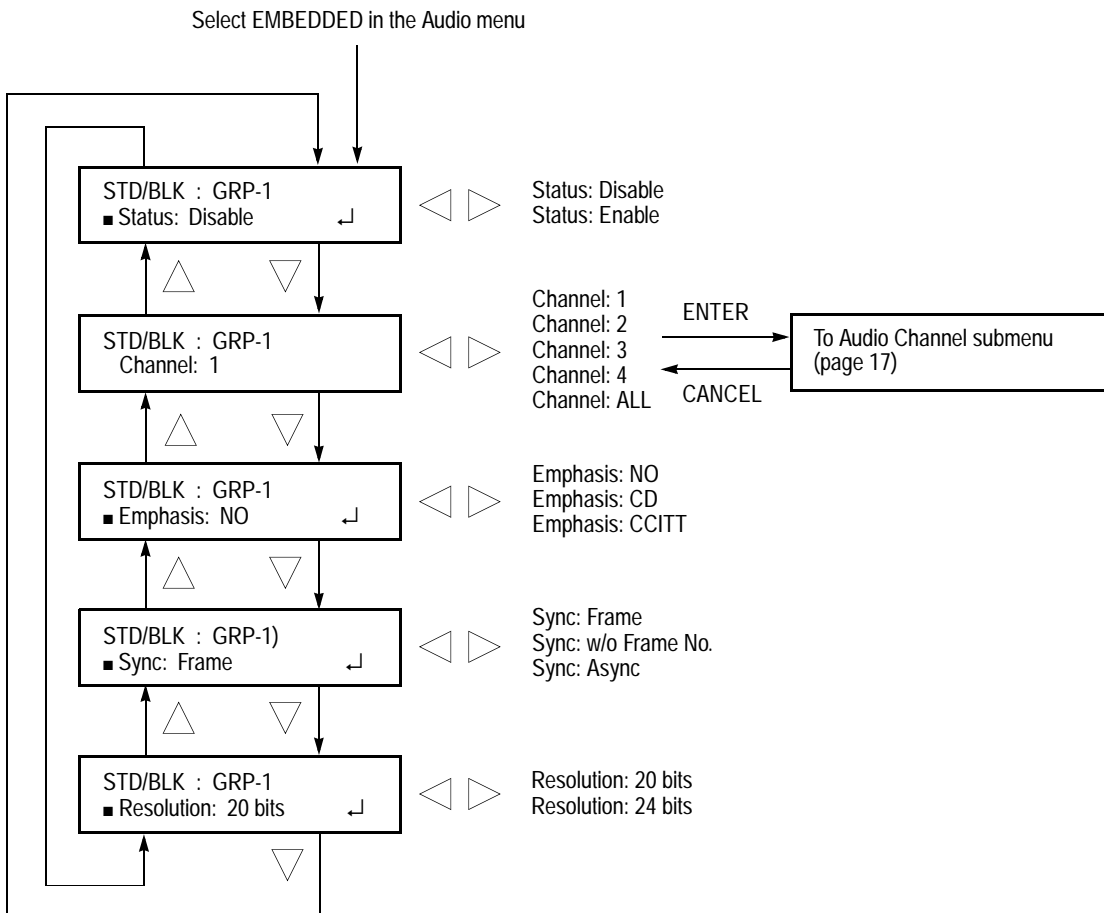 Select EMBEDDED in the Audio menu
STD/BLK : GRP-1
■ Status: Disable ↵
Status: Disable
Status: Enable
STD/BLK : GRP-1
Channel: 1
Channel: 1
Channel: 2
Channel: 3
Channel: 4
Channel: ALL
ENTER
CANCEL
To Audio Channel submenu
(page 17)
STD/BLK : GRP-1
■ Emphasis: NO ↵
Emphasis: NO
Emphasis: CD
Emphasis: CCITT
STD/BLK : GRP-1)
■ Sync: Frame ↵
Sync: Frame
Sync: w/o Frame No.
Sync: Async
STD/BLK : GRP-1
■ Resolution: 20 bits ↵
Resolution: 20 bits
Resolution: 24 bits